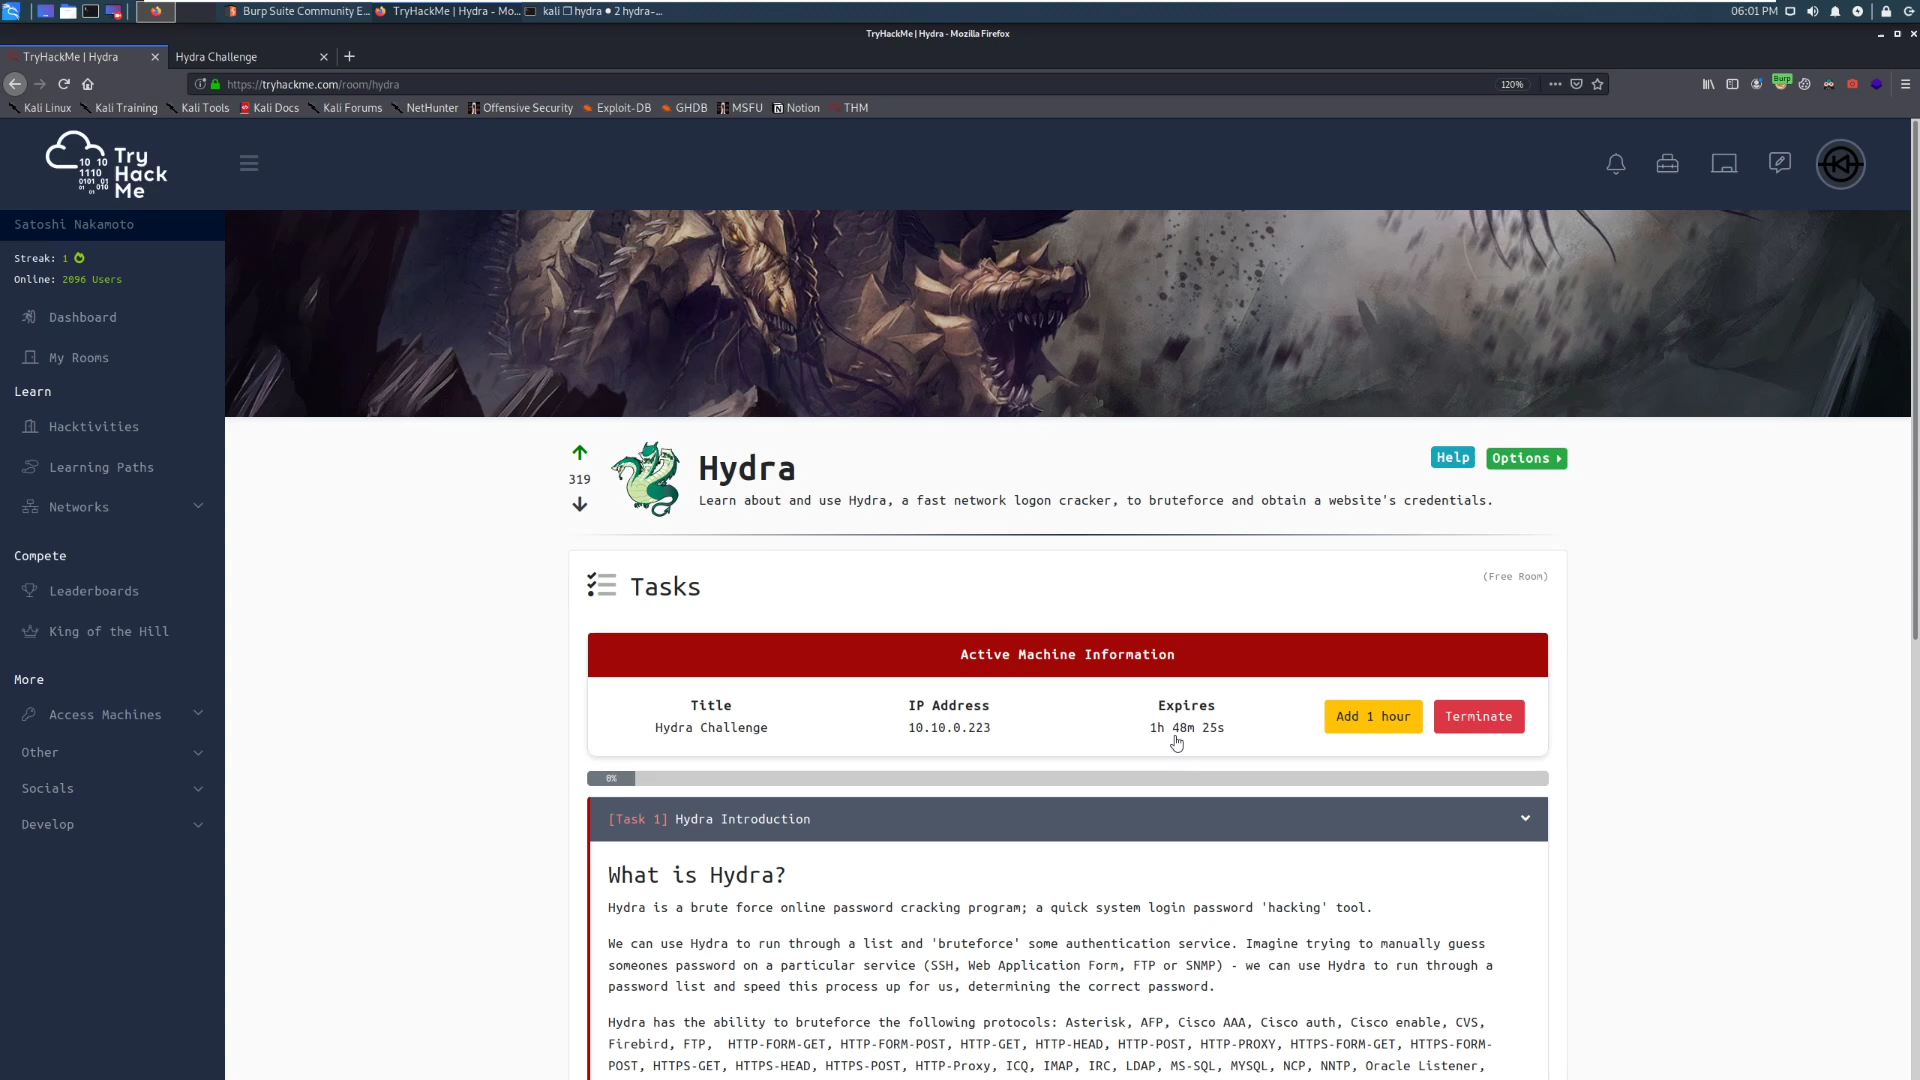 Burp Suite Community E...
TryHackMe | Hydra - Mo...
kali ❐ hydra ● 2 hydra-...
06:01 PM
TryHackMe | Hydra - Mozilla Firefox
TryHackMe | Hydra
Hydra Challenge
https://tryhackme.com/room/hydra
120%
Burp
Kali Linux
Kali Training
Kali Tools
Kali Docs
Kali Forums
NetHunter
Offensive Security
Exploit-DB
GHDB
MSFU
Notion
THM
Try
Hack
Me
10 10
1110
0101 01
01 010
Satoshi Nakamoto
Streak: 1
Online: 2096 Users
Dashboard
My Rooms
Learn
Hacktivities
Learning Paths
Networks
Compete
Leaderboards
King of the Hill
More
Access Machines
Other
Socials
Develop
319
Hydra
Help
Options
Learn about and use Hydra, a fast network logon cracker, to bruteforce and obtain a website's credentials.
Tasks
(Free Room)
Active Machine Information
Title
IP Address
Expires
Hydra Challenge
10.10.0.223
1h 48m 25s
Add 1 hour
Terminate
0%
[Task 1] Hydra Introduction
What is Hydra?
Hydra is a brute force online password cracking program; a quick system login password 'hacking' tool.
We can use Hydra to run through a list and 'bruteforce' some authentication service. Imagine trying to manually guess
someones password on a particular service (SSH, Web Application Form, FTP or SNMP) - we can use Hydra to run through a
password list and speed this process up for us, determining the correct password.
Hydra has the ability to bruteforce the following protocols: Asterisk, AFP, Cisco AAA, Cisco auth, Cisco enable, CVS,
Firebird, FTP, HTTP-FORM-GET, HTTP-FORM-POST, HTTP-GET, HTTP-HEAD, HTTP-POST, HTTP-PROXY, HTTPS-FORM-GET, HTTPS-FORM-
POST, HTTPS-GET, HTTPS-HEAD, HTTPS-POST, HTTP-Proxy, ICQ, IMAP, IRC, LDAP, MS-SQL, MYSQL, NCP, NNTP, Oracle Listener,